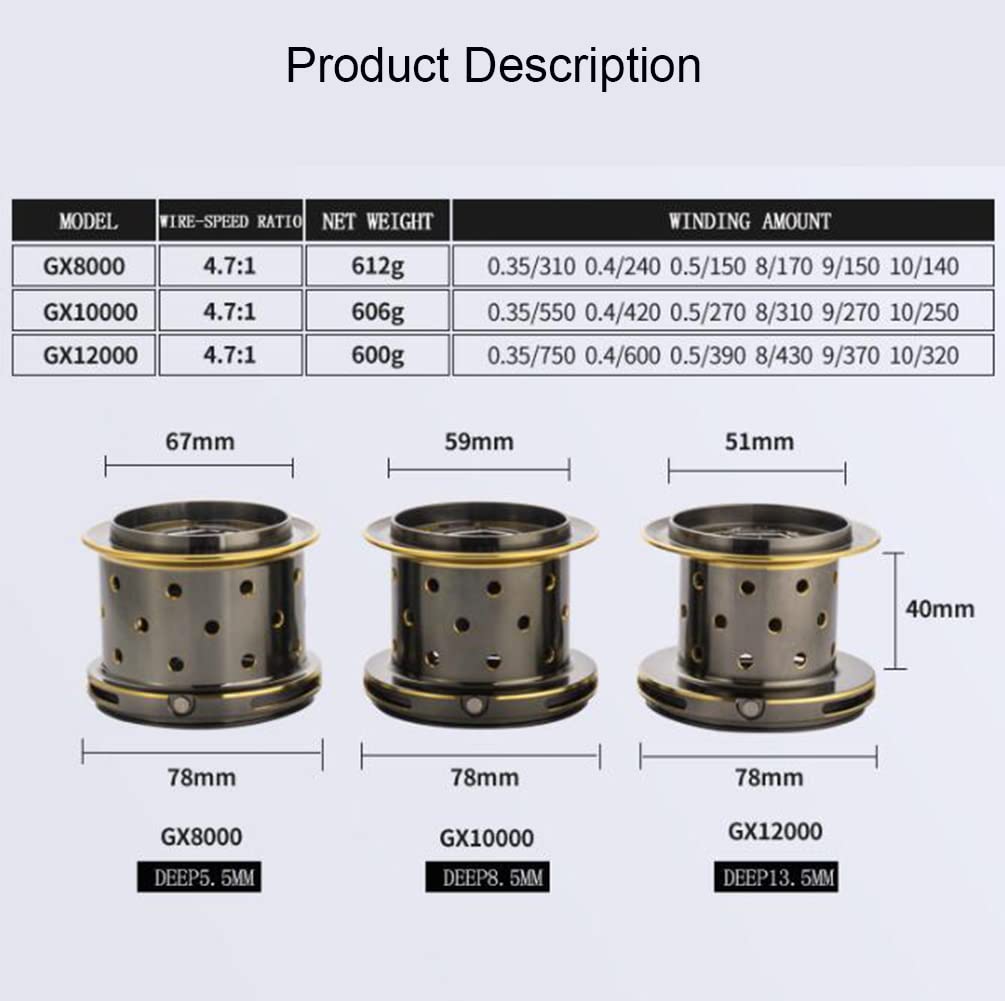 Product Description
MODEL WIRE-SPEED RATIO NET WEIGHT WINDING AMOUNT
GX8000 4.7:1 612g 0.35/310 0.4/240 0.5/150 8/170 9/150 10/140
GX10000 4.7:1 606g 0.35/550 0.4/420 0.5/270 8/310 9/270 10/250
GX12000 4.7:1 600g 0.35/750 0.4/600 0.5/390 8/430 9/370 10/320
67mm 59mm 51mm
40mm
78mm 78mm 78mm
GX8000 GX10000 GX12000
DEEP5.5MM DEEP8.5MM DEEP13.5MM